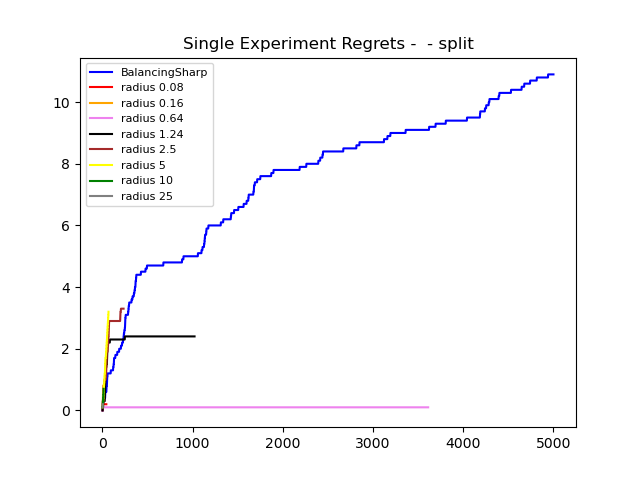 Single Experiment Regrets -  - split
BalancingSharp
radius 0.08
radius 0.16
radius 0.64
radius 1.24
radius 2.5
radius 5
radius 10
radius 25
10
8
6
4
2
0
0 1000 2000 3000 4000 5000